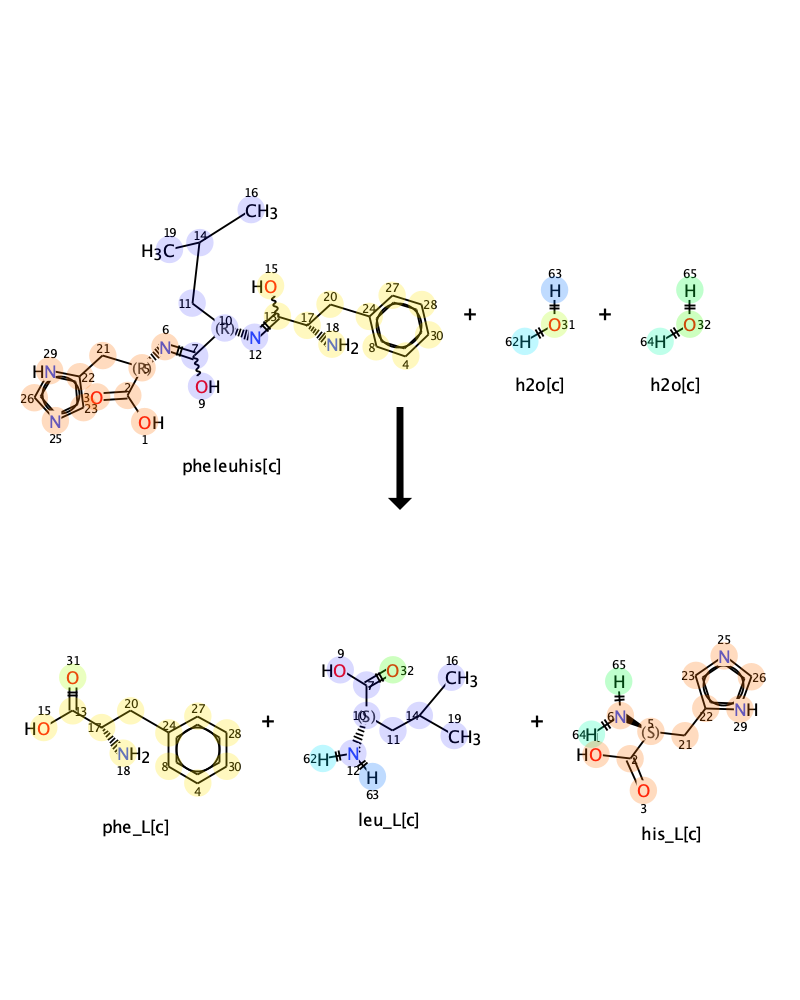 16
CH3
19
14
H3C
15
HO
27
63
H
65
H
11
20
28
24
10
(R)
13
17
+
O31
+
O32
6
N
N
12
18
NH2
30
62H
64H
29
21
7
8
HN
22
(R)
4
h2o[c]
h2o[c]
26
2
OH
O
23
N
9
OH
25
1
pheleuhis[c]
31
O
9
HO
O32
16
CH3
65
H
25
N
15
20
27
23
26
HO
13
24
28
(S)
14
19
6
N
5
22
NH
17
+
+
(S)
11
CH3
64H
21
29
NH2
18
8
30
62H
N
12
HO
2
4
H
63
O
3
phe_L[c]
leu_L[c]
his_L[c]